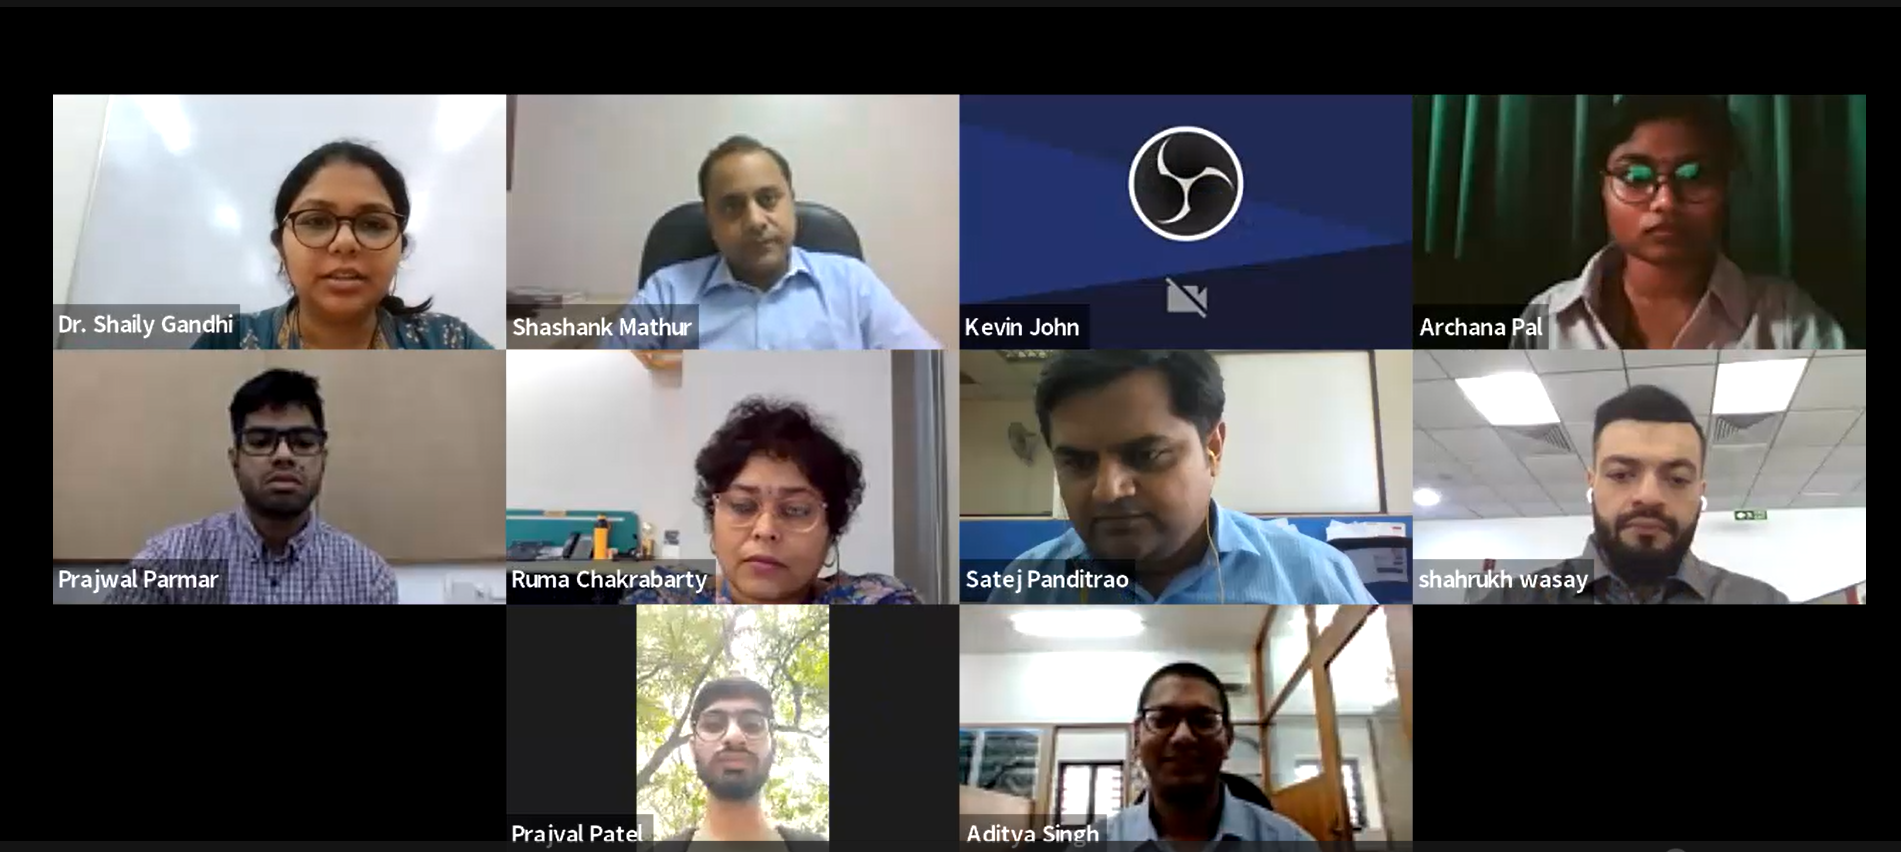 Dr. Shaily Gandhi
Shashank Mathur
Kevin John
Archana Pal
Prajwal Parmar
Ruma Chakrabarty
Satej Panditrao
shahrukh wasay
Prajval Patel
Aditya Singh